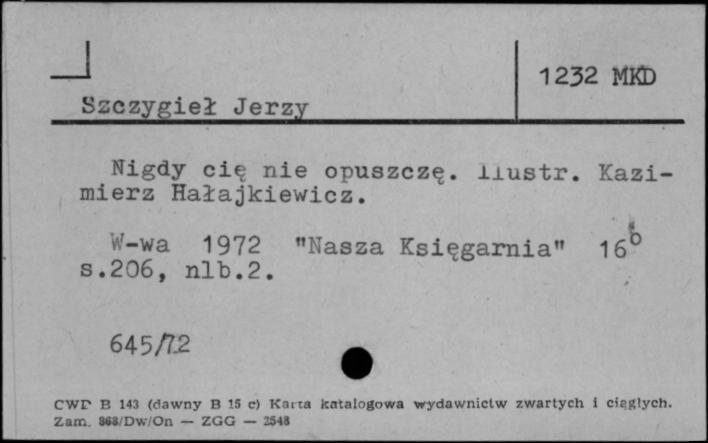 1232 MKD
Szczygieł Jerzy
Nigdy cię nie opuszczę. ilustr. Kazi-
mierz Hałajkiewicz.
W-wa 1972 "Nasza Księgarnia" 16°
s.206, nlb.2.
645/72
CWD B 143 (dawny B 15 c) Karta katalogowa wydawnictw zwartych i ciągłych.
Zam. 868/Dw/On — ZGG — 2548